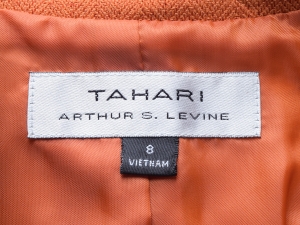 TAHARI
ARTHUR S. LEVINE
8
VIETNAM